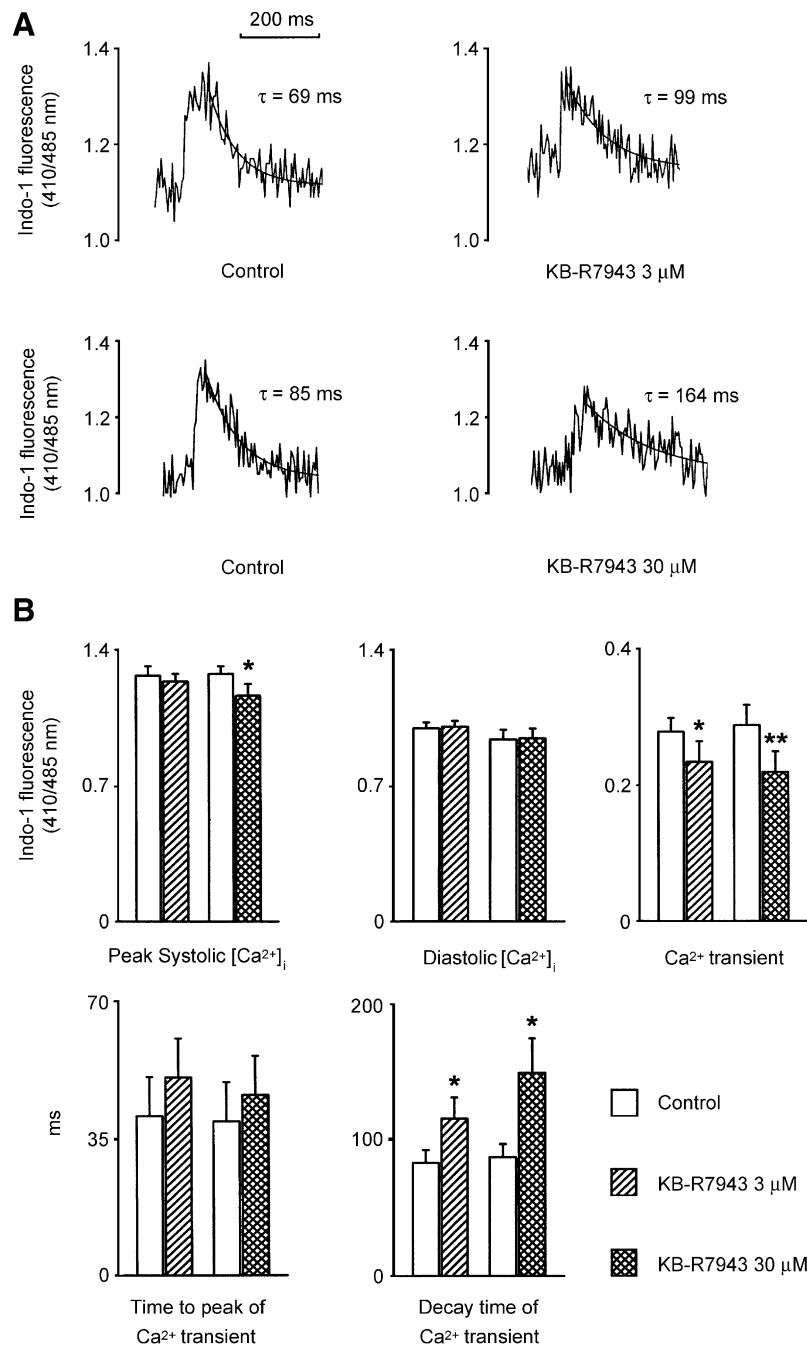 A
200 ms
Indo-1 fluorescence
(410/485 nm)
1.4
1.2
1.0
τ = 69 ms
Control
1.4
1.2
1.0
τ = 99 ms
KB-R7943 3 μM
Indo-1 fluorescence
(410/485 nm)
1.4
1.2
1.0
τ = 85 ms
Control
1.4
1.2
1.0
τ = 164 ms
KB-R7943 30 μM
B
Indo-1 fluorescence
(410/485 nm)
1.4
0.7
0
*
Peak Systolic [Ca²⁺]ᵢ
1.4
0.7
0
Diastolic [Ca²⁺]ᵢ
0.4
0.2
0
*
**
Ca²⁺ transient
ms
70
35
0
Time to peak of
Ca²⁺ transient
200
100
0
*
*
Decay time of
Ca²⁺ transient
Control
KB-R7943 3 μM
KB-R7943 30 μM